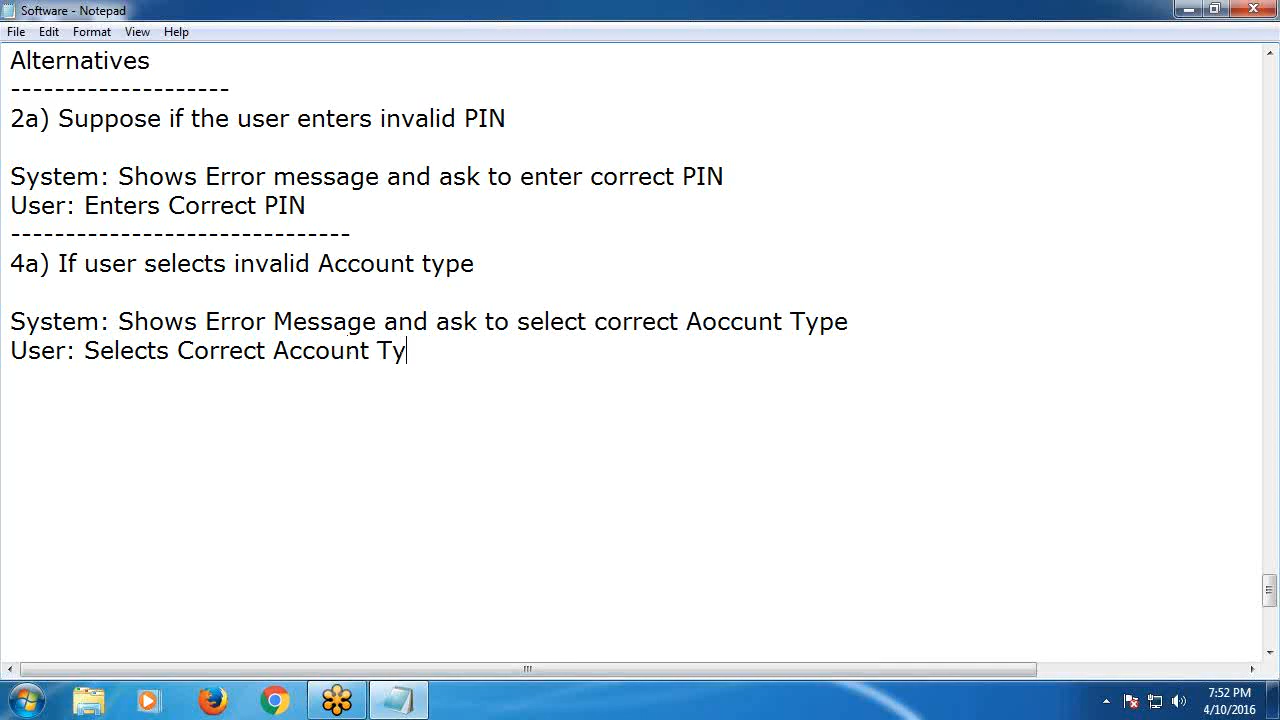 Software - Notepad
File Edit Format View Help
Alternatives
--------------------
2a) Suppose if the user enters invalid PIN
System: Shows Error message and ask to enter correct PIN
User: Enters Correct PIN
-------------------------------
4a) If user selects invalid Account type
System: Shows Error Message and ask to select correct Aoccunt Type
User: Selects Correct Account Ty
7:52 PM
4/10/2016